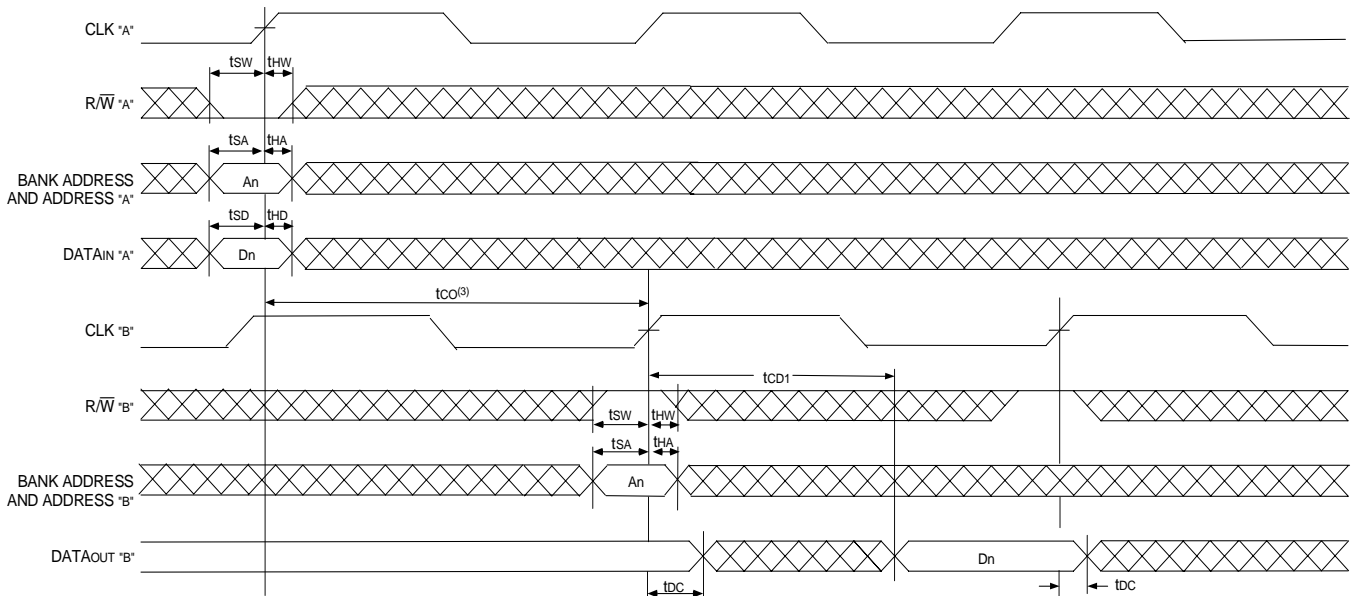 CLK "A"
tSW tHW
R/W̅ "A"
tSA tHA
BANK ADDRESS
AND ADDRESS "A"
An
tSD tHD
DATAIN "A"
Dn
tCO(3)
CLK "B"
tCD1
R/W̅ "B"
tSW tHW
tSA tHA
BANK ADDRESS
AND ADDRESS "B"
An
DATAOUT "B"
Dn
tDC
tDC